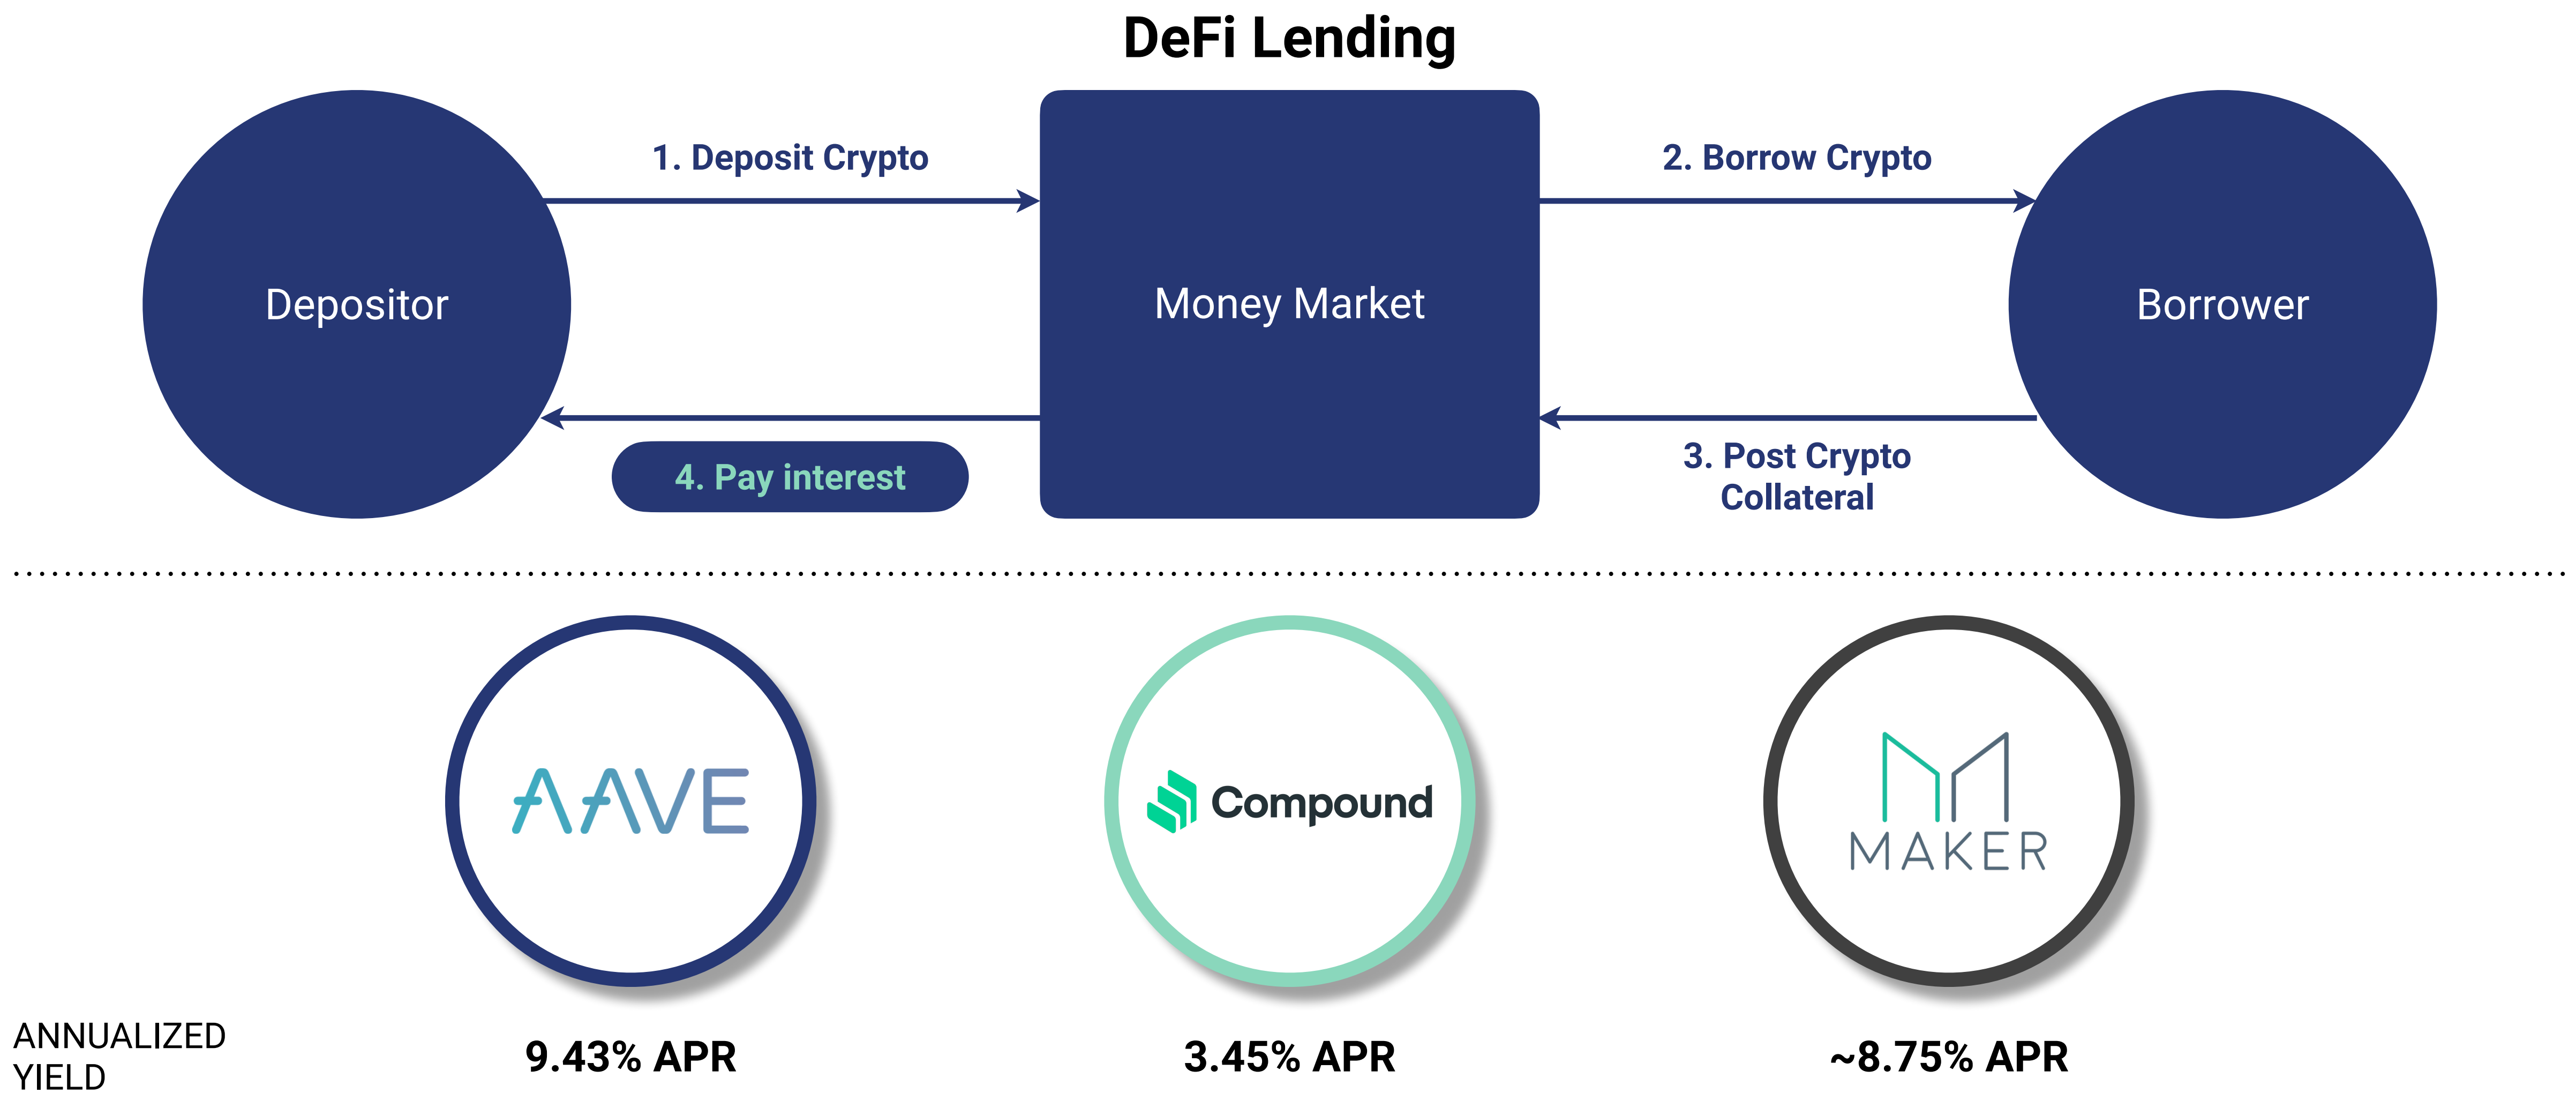 DeFi Lending
1. Deposit Crypto
2. Borrow Crypto
Depositor
Money Market
Borrower
4. Pay interest
3. Post Crypto
Collateral
AAVE
Compound
MAKER
ANNUALIZED
YIELD
9.43% APR
3.45% APR
~8.75% APR